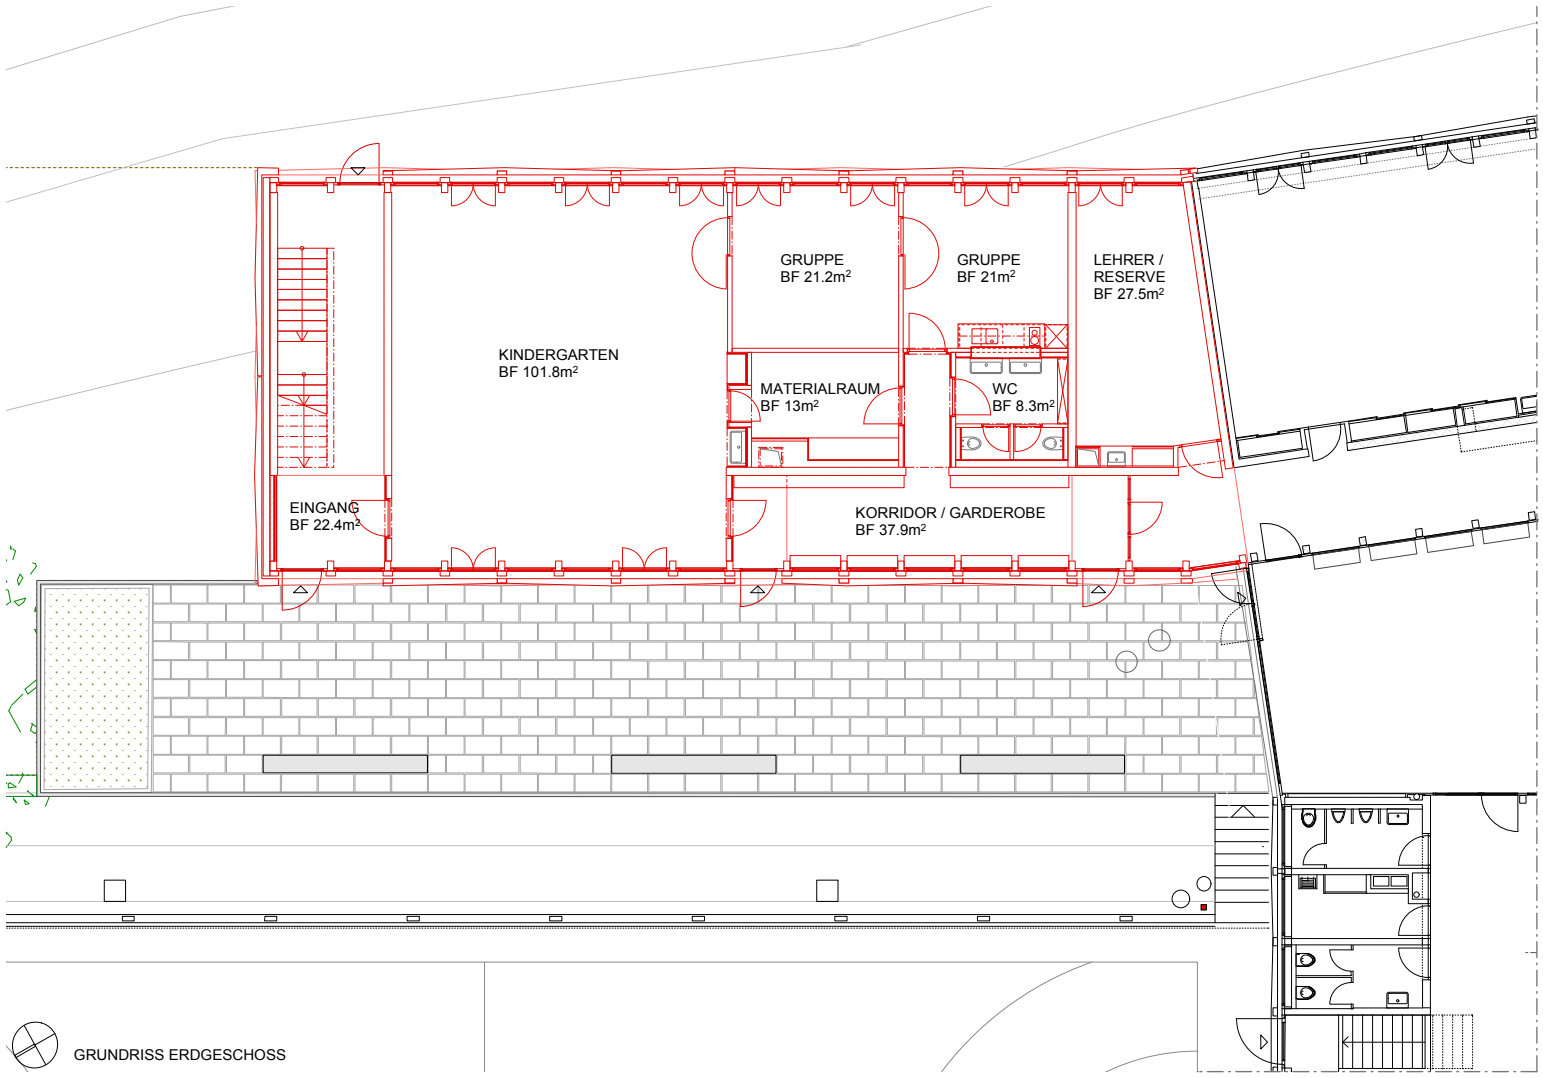 GRUPPE
BF 21.2m²
GRUPPE
BF 21m²
LEHRER /
RESERVE
BF 27.5m²
KINDERGARTEN
BF 101.8m²
MATERIALRAUM
BF 13m²
WC
BF 8.3m²
EINGANG
BF 22.4m²
KORRIDOR / GARDEROBE
BF 37.9m²
GRUNDRISS ERDGESCHOSS